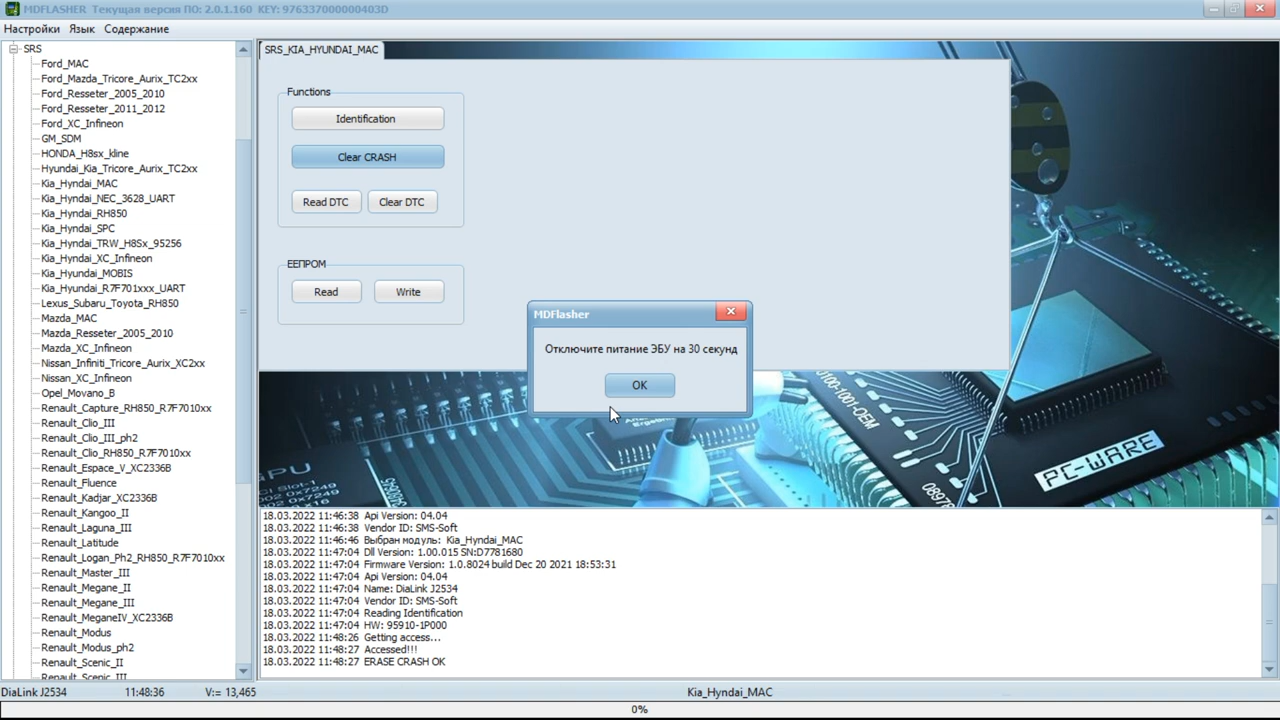 MDFLASHER Текущая версия ПО: 2.0.1.160 KEY: 976337000000403D
Настройки Язык Содержание
SRS
Ford_MAC
Ford_Mazda_Tricore_Aurix_TC2xx
Ford_Resseter_2005_2010
Ford_Resseter_2011_2012
Ford_XC_Infineon
GM_SDM
HONDA_H8sx_kline
Hyundai_Kia_Tricore_Aurix_TC2xx
Kia_Hyndai_MAC
Kia_Hyndai_NEC_3628_UART
Kia_Hyndai_RH850
Kia_Hyndai_SPC
Kia_Hyndai_TRW_H8Sx_95256
Kia_Hyndai_XC_Infineon
Kia_Hyundai_MOBIS
Kia_Hyundai_R7F701xxx_UART
Lexus_Subaru_Toyota_RH850
Mazda_MAC
Mazda_Resseter_2005_2010
Mazda_XC_Infineon
Nissan_Infiniti_Tricore_Aurix_XC2xx
Nissan_XC_Infineon
Opel_Movano_B
Renault_Capture_RH850_R7F7010xx
Renault_Clio_III
Renault_Clio_III_ph2
Renault_Clio_RH850_R7F7010xx
Renault_Espace_V_XC2336B
Renault_Fluence
Renault_Kadjar_XC2336B
Renault_Kangoo_II
Renault_Laguna_III
Renault_Latitude
Renault_Logan_Ph2_RH850_R7F7010xx
Renault_Master_III
Renault_Megane_II
Renault_Megane_III
Renault_MeganeIV_XC2336B
Renault_Modus
Renault_Modus_ph2
Renault_Scenic_II
Renault_Scenic_III
SRS_KIA_HYUNDAI_MAC
Functions
Identification
Clear CRASH
Read DTC Clear DTC
ЕЕПРОМ
Read Write
MDFlasher
Отключите питание ЭБУ на 30 секунд
OK
0100-1001-OEM
PC-WARE
18.03.2022 11:46:38 Api Version: 04.04
18.03.2022 11:46:38 Vendor ID: SMS-Soft
18.03.2022 11:46:46 Выбран модуль: Kia_Hyndai_MAC
18.03.2022 11:47:04 Dll Version: 1.00.015 SN:D7781680
18.03.2022 11:47:04 Firmware Version: 1.0.8024 build Dec 20 2021 18:53:31
18.03.2022 11:47:04 Api Version: 04.04
18.03.2022 11:47:04 Name: DiaLink J2534
18.03.2022 11:47:04 Vendor ID: SMS-Soft
18.03.2022 11:47:04 Reading Identification
18.03.2022 11:47:04 HW: 95910-1P000
18.03.2022 11:48:26 Getting access...
18.03.2022 11:48:27 Accessed!!!
18.03.2022 11:48:27 ERASE CRASH OK
DiaLink J2534 11:48:36 V:= 13,465 Kia_Hyndai_MAC
0%